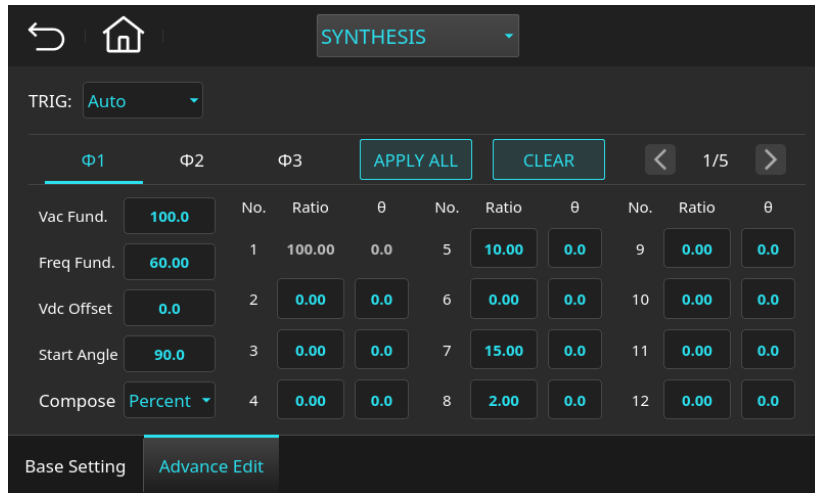 SYNTHESIS
TRIG: Auto
Φ1 Φ2 Φ3 APPLY ALL CLEAR 1/5
No. Ratio θ No. Ratio θ No. Ratio θ
Vac Fund. 100.0
1 100.00 0.0 5 10.00 0.0 9 0.00 0.0
Freq Fund. 60.00
2 0.00 0.0 6 0.00 0.0 10 0.00 0.0
Vdc Offset 0.0
3 0.00 0.0 7 15.00 0.0 11 0.00 0.0
Start Angle 90.0
4 0.00 0.0 8 2.00 0.0 12 0.00 0.0
Compose Percent
Base Setting Advance Edit